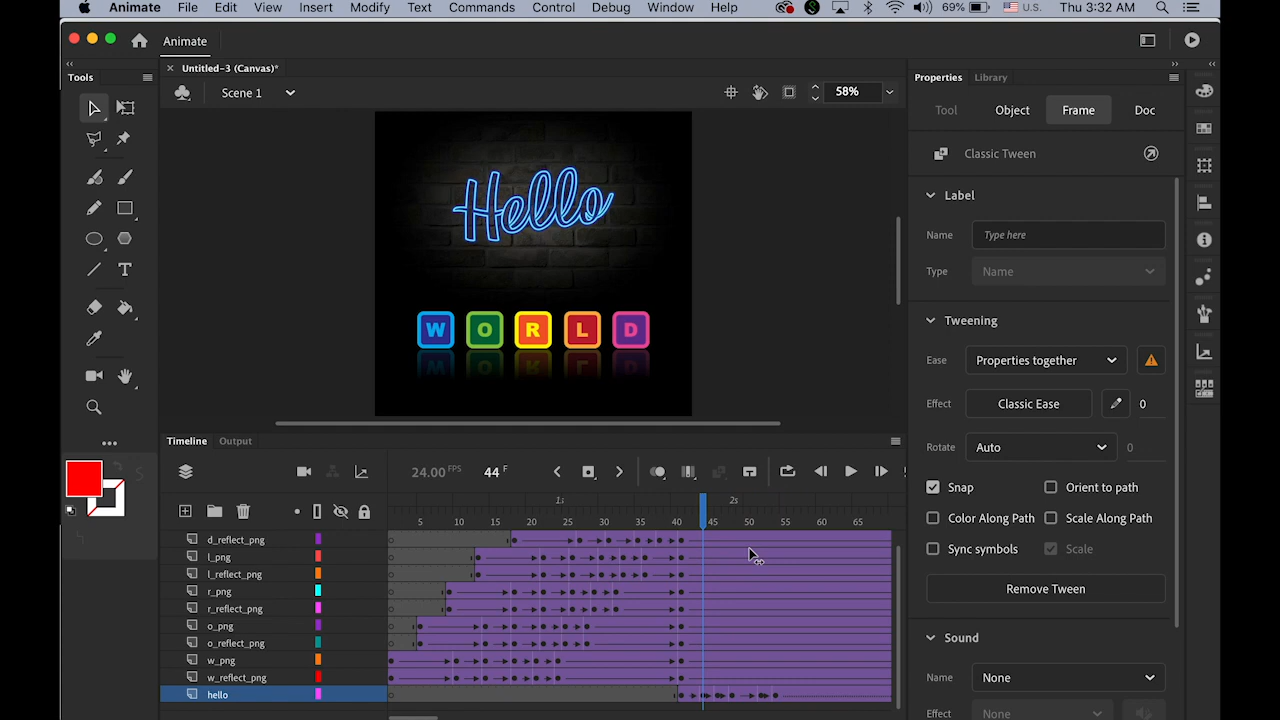 Animate File Edit View Insert Modify Text Commands Control Debug Window Help 69% U.S. Thu 3:32 AM
Animate
Tools
Untitled-3 (Canvas)*
Properties Library
Scene 1 58%
Tool Object Frame Doc
Classic Tween
Label
Name Type here
Type Name
Hello
W O R L D
Tweening
Ease Properties together
Effect Classic Ease 0
Rotate Auto 0
Snap Orient to path
Color Along Path Scale Along Path
Sync symbols Scale
Remove Tween
Sound
Name None
Effect None
Timeline Output
24.00 FPS 44 F
1s 2s
5 10 15 20 25 30 35 40 45 50 55 60 65
d_reflect_png
l_png
l_reflect_png
r_png
r_reflect_png
o_png
o_reflect_png
w_png
w_reflect_png
hello
T